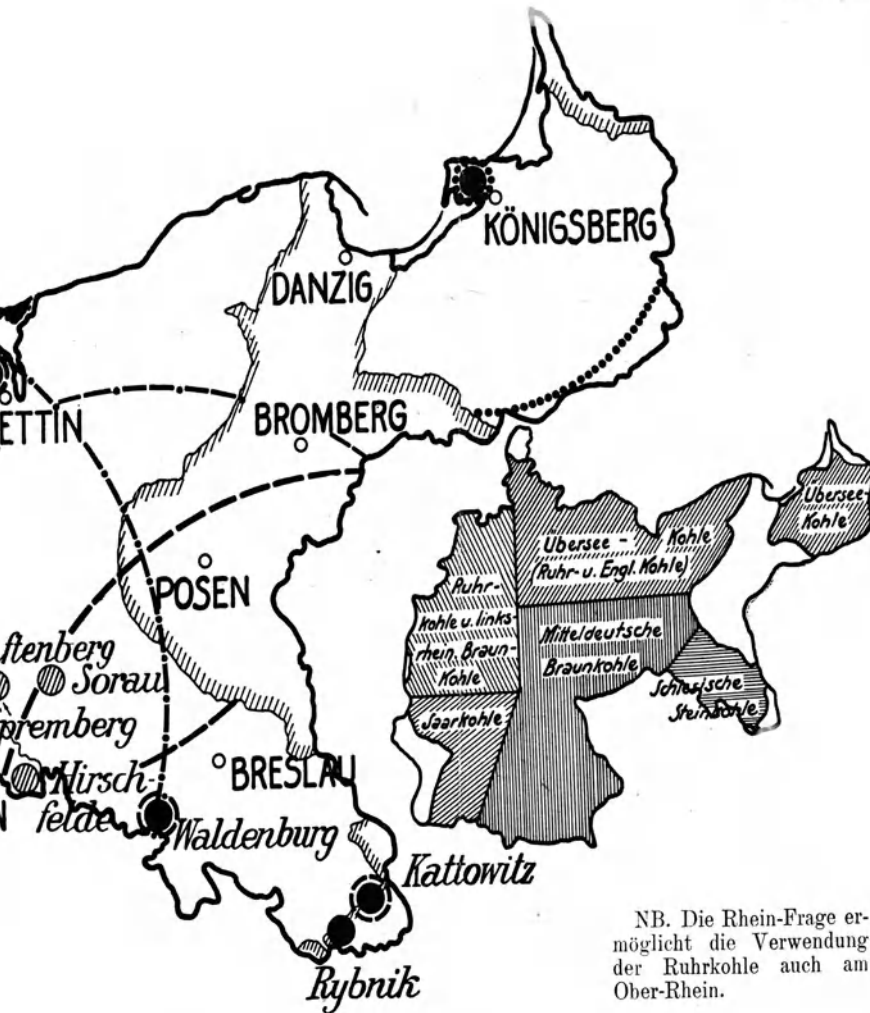 KÖNIGSBERG
DANZIG
ETTIN
BROMBERG
POSEN
ftenberg
Sorau
premberg
Hirsch-
felde
N
BRESLAU
Waldenburg
Kattowitz
Rybnik
Übersee-
Kohle
Übersee - Kohle
(Ruhr- u. Engl. Kohle)
Ruhr-
kohle u. links-
rhein. Braun-
Kohle
Mitteldeutsche
Braunkohle
Schlesische
Steinkohle
Saarkohle
NB. Die Rhein-Frage er-
möglicht die Verwendung
der Ruhrkohle auch am
Ober-Rhein.